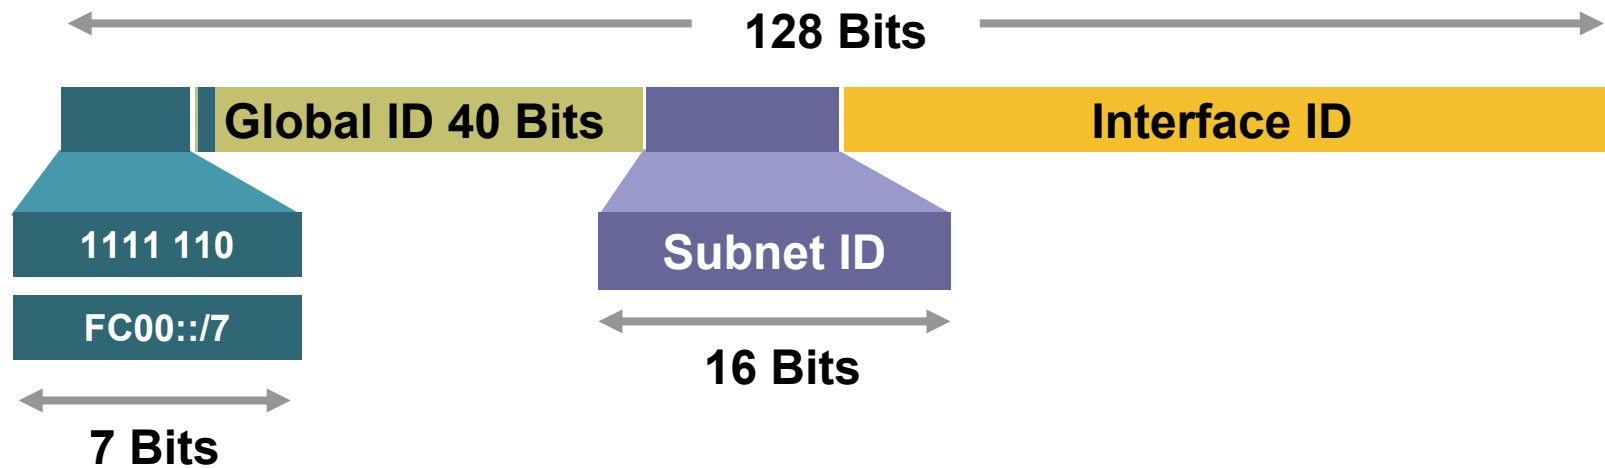 128 Bits
Global ID 40 Bits
Interface ID
1111 110
Subnet ID
FC00::/7
16 Bits
7 Bits